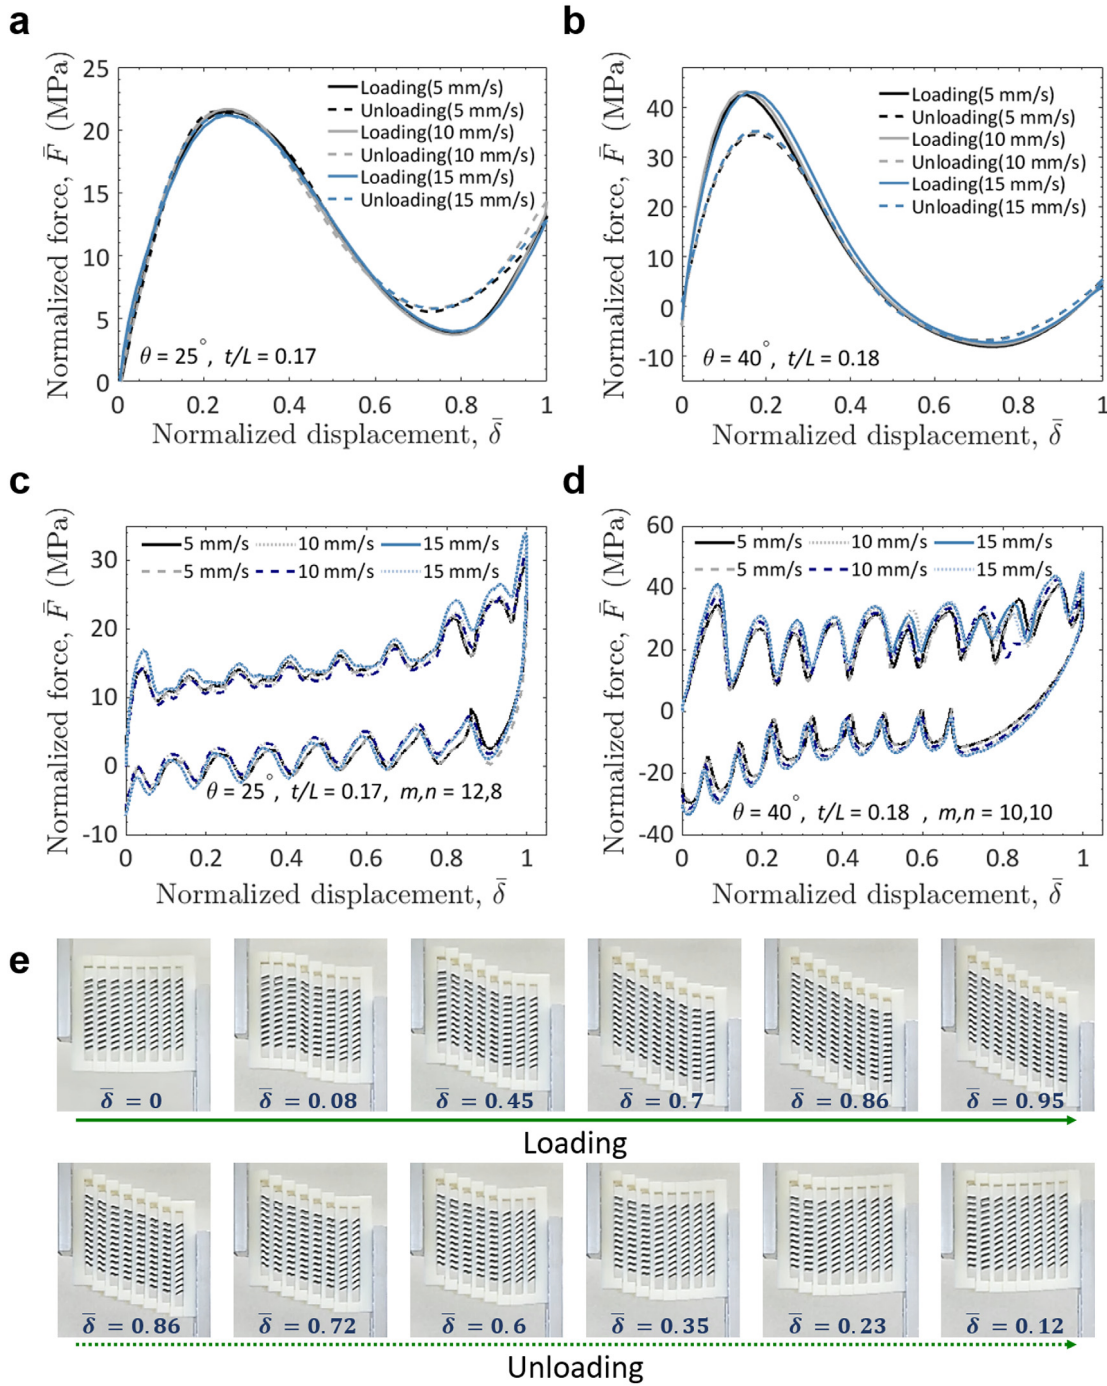 a
25
20
15
10
5
0
Normalized force, F̄ (MPa)
Loading(5 mm/s)
Unloading(5 mm/s)
Loading(10 mm/s)
Unloading(10 mm/s)
Loading(15 mm/s)
Unloading(15 mm/s)
θ = 25°, t/L = 0.17
0 0.2 0.4 0.6 0.8 1
Normalized displacement, δ̄
b
40
30
20
10
0
-10
Normalized force, F̄ (MPa)
Loading(5 mm/s)
Unloading(5 mm/s)
Loading(10 mm/s)
Unloading(10 mm/s)
Loading(15 mm/s)
Unloading(15 mm/s)
θ = 40°, t/L = 0.18
0 0.2 0.4 0.6 0.8 1
Normalized displacement, δ̄
c
30
20
10
0
-10
Normalized force, F̄ (MPa)
5 mm/s 10 mm/s 15 mm/s
5 mm/s 10 mm/s 15 mm/s
θ = 25°, t/L = 0.17, m,n = 12,8
0 0.2 0.4 0.6 0.8 1
Normalized displacement, δ̄
d
60
40
20
0
-20
-40
Normalized force, F̄ (MPa)
5 mm/s 10 mm/s 15 mm/s
5 mm/s 10 mm/s 15 mm/s
θ = 40°, t/L = 0.18 , m,n = 10,10
0 0.2 0.4 0.6 0.8 1
Normalized displacement, δ̄
e
δ̄ = 0 δ̄ = 0.08 δ̄ = 0.45 δ̄ = 0.7 δ̄ = 0.86 δ̄ = 0.95
Loading
δ̄ = 0.86 δ̄ = 0.72 δ̄ = 0.6 δ̄ = 0.35 δ̄ = 0.23 δ̄ = 0.12
Unloading